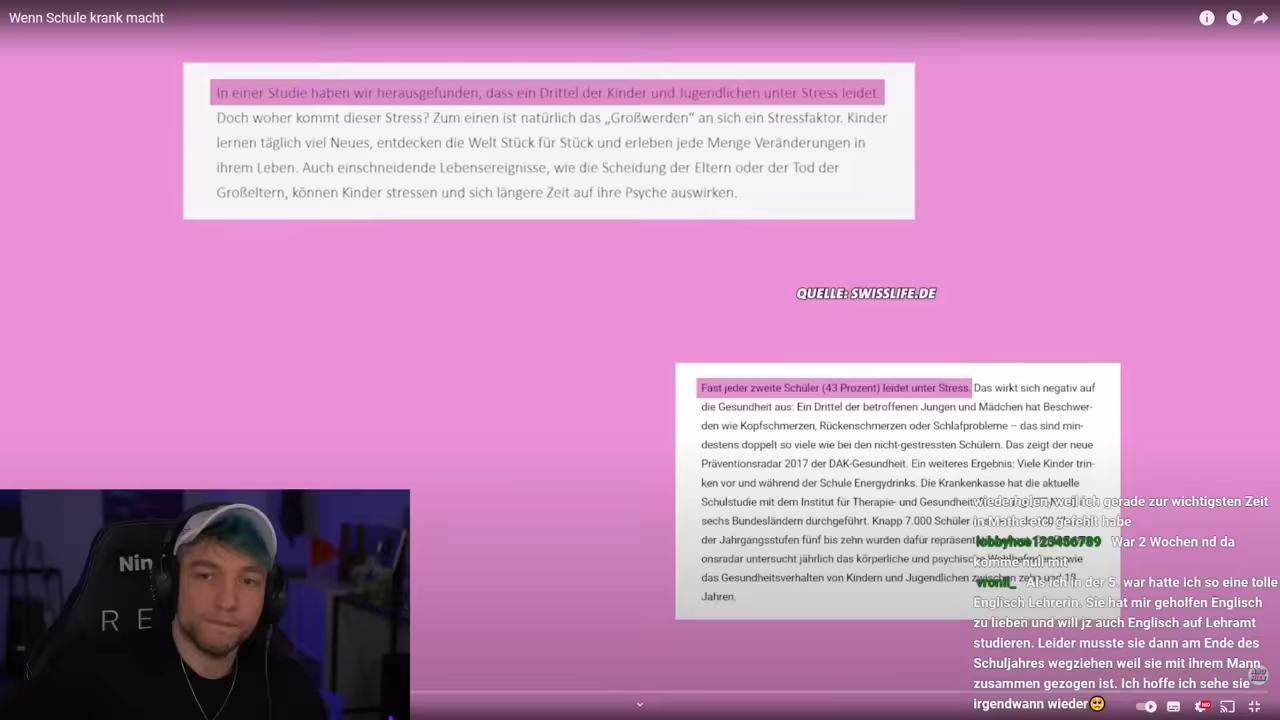 Wenn Schule krank macht
In einer Studie haben wir herausgefunden, dass ein Drittel der Kinder und Jugendlichen unter Stress leidet.
Doch woher kommt dieser Stress? Zum einen ist natürlich das „Großwerden“ an sich ein Stressfaktor. Kinder
lernen täglich viel Neues, entdecken die Welt Stück für Stück und erleben jede Menge Veränderungen in
ihrem Leben. Auch einschneidende Lebensereignisse, wie die Scheidung der Eltern oder der Tod der
Großeltern, können Kinder stressen und sich längere Zeit auf ihre Psyche auswirken.
QUELLE: SWISSLIFE.DE
Fast jeder zweite Schüler (43 Prozent) leidet unter Stress. Das wirkt sich negativ auf
die Gesundheit aus: Ein Drittel der betroffenen Jungen und Mädchen hat Beschwer-
den wie Kopfschmerzen, Rückenschmerzen oder Schlafprobleme – das sind min-
destens doppelt so viele wie bei den nicht-gestressten Schülern. Das zeigt der neue
Präventionsradar 2017 der DAK-Gesundheit. Ein weiteres Ergebnis: Viele Kinder trin-
ken vor und während der Schule Energydrinks. Die Krankenkasse hat die aktuelle
Schulstudie mit dem Institut für Therapie- und Gesundheit
sechs Bundesländern durchgeführt. Knapp 7.000 Schüler
der Jahrgangsstufen fünf bis zehn wurden dafür
onsradar untersucht jährlich das körperliche und psychische Wohlbefinden sowie
das Gesundheitsverhalten von Kindern und Jugendlichen zwischen zehn und 18
Jahren.
wiederholen, weil ich gerade zur wichtigsten Zeit
in Mathe etc gefehlt habe
War 2 Wochen nd da
komme null mit
vronii_ Als ich in der 5. war hatte ich so eine tolle
Englisch Lehrerin. Sie hat mir geholfen Englisch
zu lieben und will jz auch Englisch auf Lehramt
studieren. Leider musste sie dann am Ende des
Schuljahres wegziehen weil sie mit ihrem Mann
zusammen gezogen ist. Ich hoffe ich sehe sie
irgendwann wieder🥺
Nin
R E